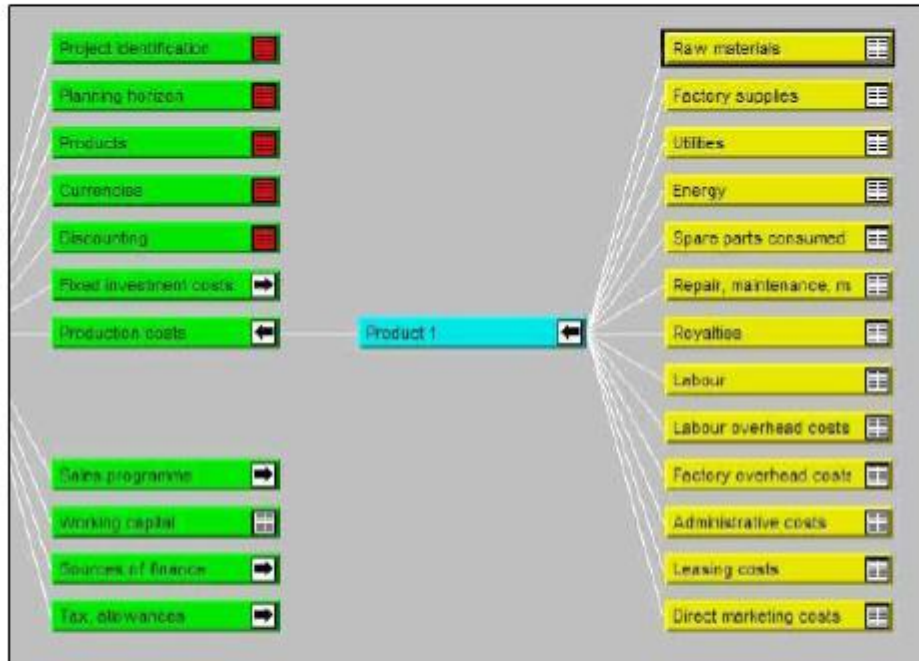 Project identification
Planning horizon
Products
Currencies
Discounting
Fixed investment costs
Production costs
Sales programme
Working capital
Sources of finance
Tax, allowances
Product 1
Raw materials
Factory supplies
Utilities
Energy
Spare parts consumed
Repair, maintenance, m
Royalties
Labour
Labour overhead costs
Factory overhead costs
Administrative costs
Leasing costs
Direct marketing costs